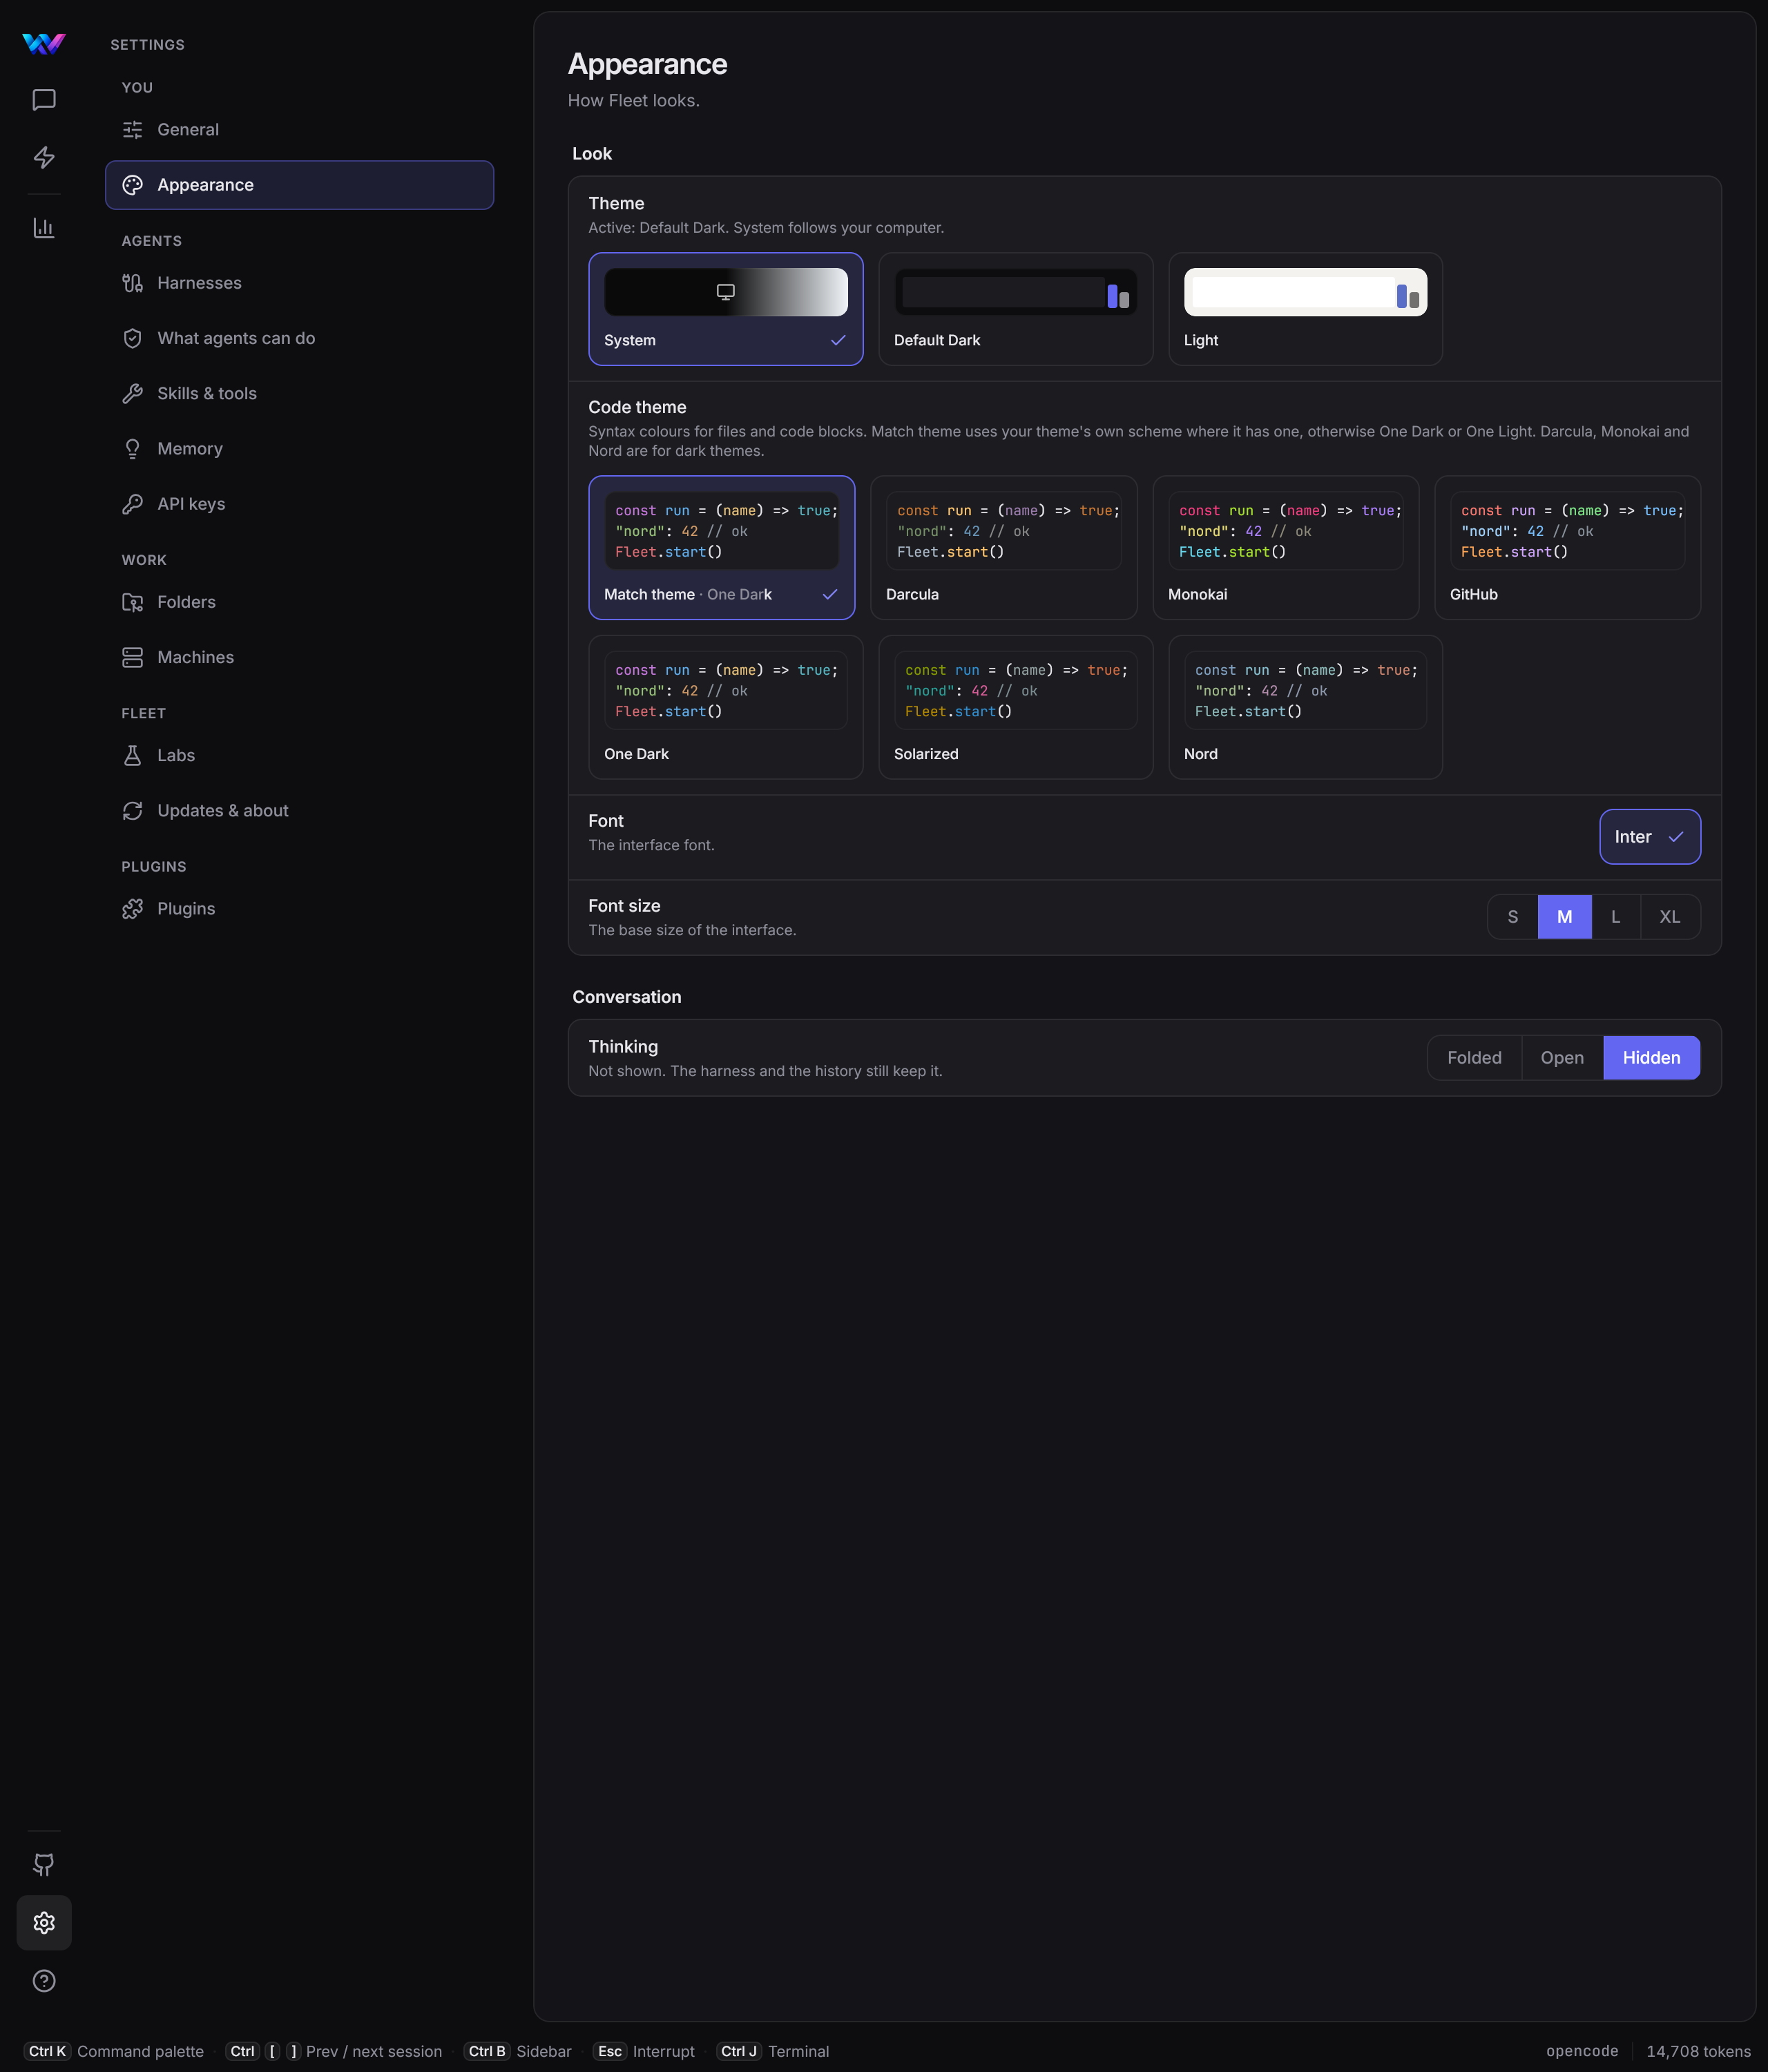 SETTINGS
YOU
General
Appearance
AGENTS
Harnesses
What agents can do
Skills & tools
Memory
API keys
WORK
Folders
Machines
FLEET
Labs
Updates & about
PLUGINS
Plugins
Appearance
How Fleet looks.
Look
Theme
Active: Default Dark. System follows your computer.
System
Default Dark
Light
Code theme
Syntax colours for files and code blocks. Match theme uses your theme's own scheme where it has one, otherwise One Dark or One Light. Darcula, Monokai and
Nord are for dark themes.
const run = (name) => true;
"nord": 42 // ok
Fleet.start()
Match theme · One Dark
const run = (name) => true;
"nord": 42 // ok
Fleet.start()
Darcula
const run = (name) => true;
"nord": 42 // ok
Fleet.start()
Monokai
const run = (name) => true;
"nord": 42 // ok
Fleet.start()
GitHub
const run = (name) => true;
"nord": 42 // ok
Fleet.start()
One Dark
const run = (name) => true;
"nord": 42 // ok
Fleet.start()
Solarized
const run = (name) => true;
"nord": 42 // ok
Fleet.start()
Nord
Font
The interface font.
Inter
Font size
The base size of the interface.
S M L XL
Conversation
Thinking
Not shown. The harness and the history still keep it.
Folded Open Hidden
Ctrl K Command palette · Ctrl [ ] Prev / next session · Ctrl B Sidebar · Esc Interrupt · Ctrl J Terminal
opencode 14,708 tokens